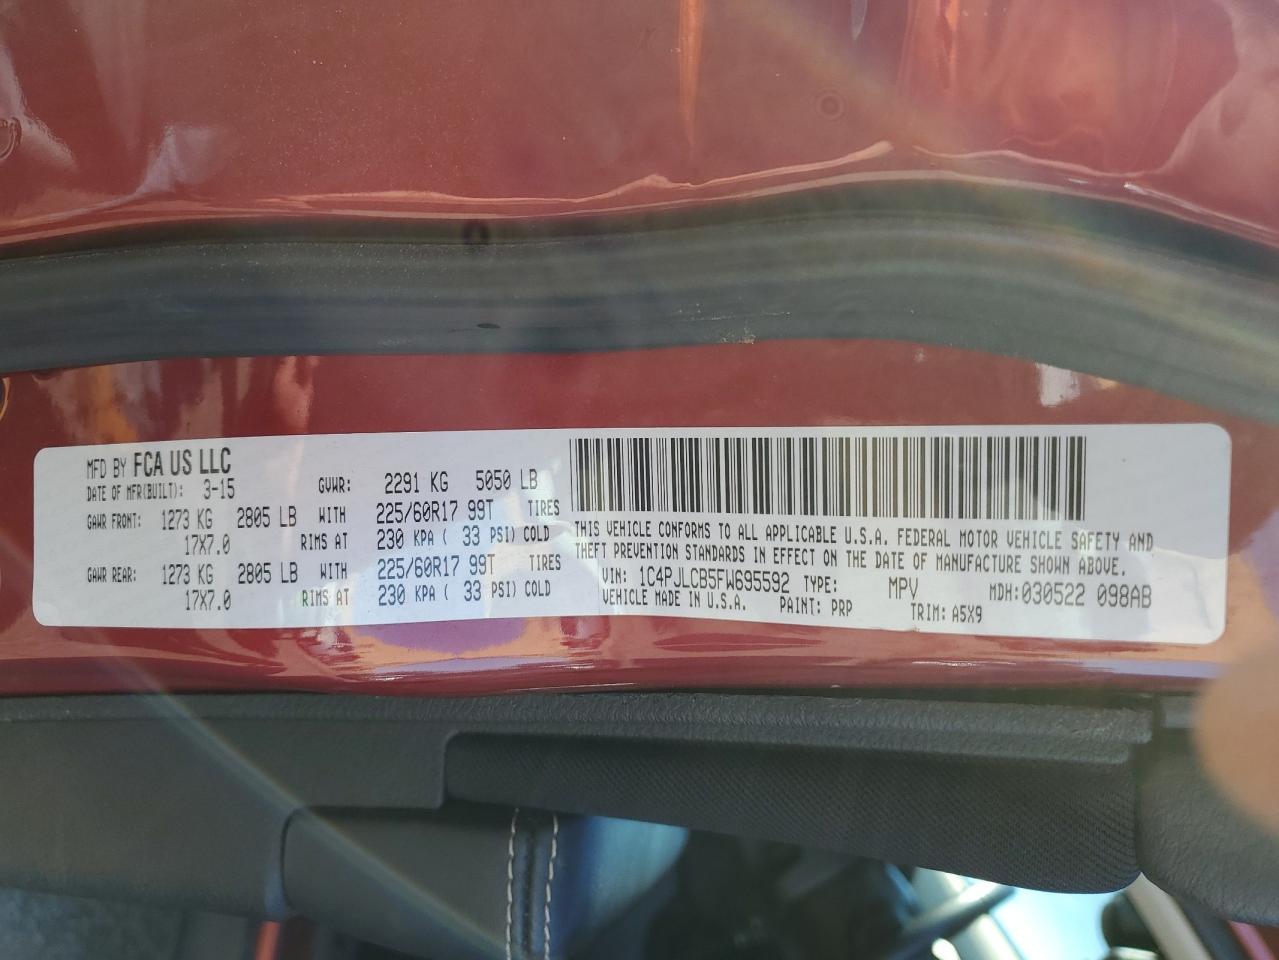 MFD BY FCA US LLC
DATE OF MFR(BUILT): 3-15 GVWR: 2291 KG 5050 LB
GAWR FRONT: 1273 KG 2805 LB WITH 225/60R17 99T TIRES
17X7.0 RIMS AT 230 KPA ( 33 PSI) COLD
GAWR REAR: 1273 KG 2805 LB WITH 225/60R17 99T TIRES
17X7.0 RIMS AT 230 KPA ( 33 PSI) COLD
THIS VEHICLE CONFORMS TO ALL APPLICABLE U.S.A. FEDERAL MOTOR VEHICLE SAFETY AND
THEFT PREVENTION STANDARDS IN EFFECT ON THE DATE OF MANUFACTURE SHOWN ABOVE.
VIN: 1C4PJLCB5FW695592 TYPE: MPV MDH:030522 098AB
VEHICLE MADE IN U.S.A. PAINT: PRP TRIM: A5X9